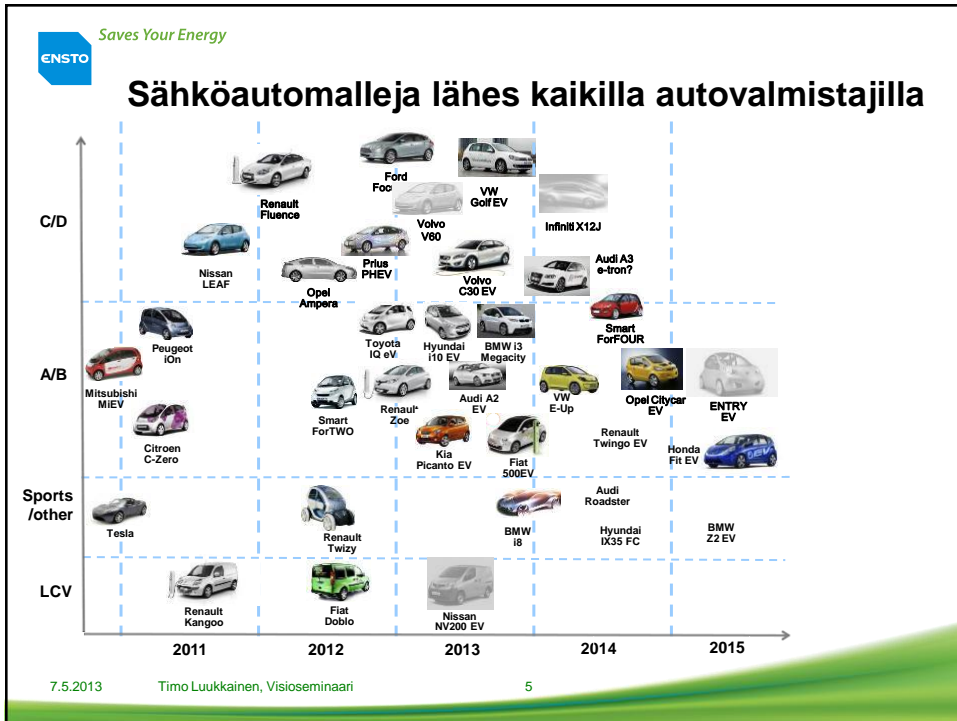 Saves Your Energy
ENSTO
Sähköautomalleja lähes kaikilla autovalmistajilla
C/D
Renault
Fluence
Ford
VW
Golf EV
Volvo
V60
Infiniti X12J
Nissan
LEAF
Opel
Ampera
Prius
PHEV
Volvo
C30 EV
Audi A3
e-tron?
A/B
Peugeot
iOn
Mitsubishi
MiEV
Citroen
C-Zero
Toyota
IQ eV
Hyundai
i10 EV
BMW i3
Megacity
Smart
ForFOUR
Smart
ForTWO
Zoe
Audi A2
EV
VW
E-Up
Opel Citycar
EV
ENTRY
EV
Kia
Picanto EV
Fiat
500EV
Renault
Twingo EV
Honda
Fit EV
Sports
/other
Tesla
Renault
Twizy
BMW
i8
Audi
Roadster
Hyundai
IX35 FC
BMW
Z2 EV
LCV
Renault
Kangoo
Fiat
Doblo
Nissan
NV200 EV
2011 2012 2013 2014 2015
7.5.2013 Timo Luukkainen, Visioseminaari 5